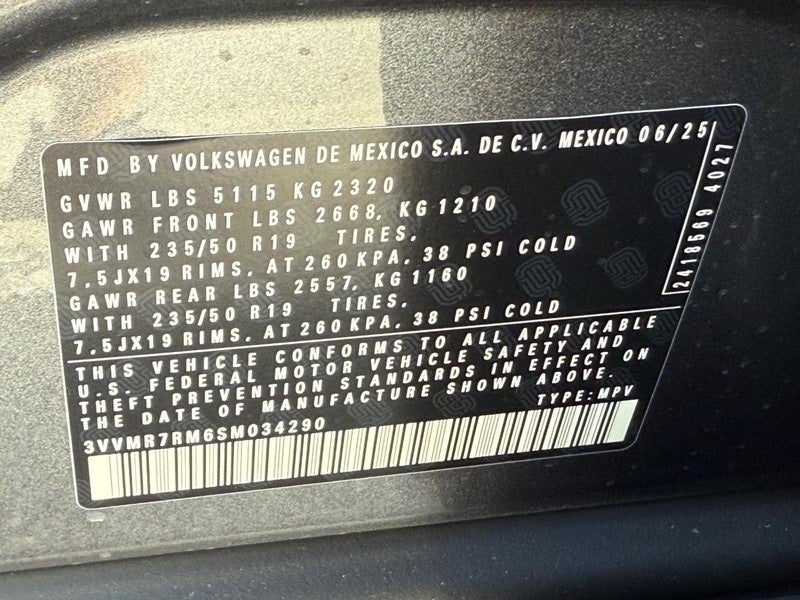 MFD BY VOLKSWAGEN DE MEXICO S.A. DE C.V. MEXICO 06/25
GVWR LBS 5115 KG 2320
GAWR FRONT LBS 2668, KG 1210
WITH 235/50 R19 TIRES,
7,5JX19 RIMS, AT 260 KPA, 38 PSI COLD
GAWR REAR LBS 2557, KG 1160
WITH 235/50 R19 TIRES,
7,5JX19 RIMS, AT 260 KPA, 38 PSI COLD
2418569 4027
THIS VEHICLE CONFORMS TO ALL APPLICABLE
U.S. FEDERAL MOTOR VEHICLE SAFETY AND
THEFT PREVENTION STANDARDS IN EFFECT ON
THE DATE OF MANUFACTURE SHOWN ABOVE.
3VVMR7RM6SM034290 TYPE: MPV